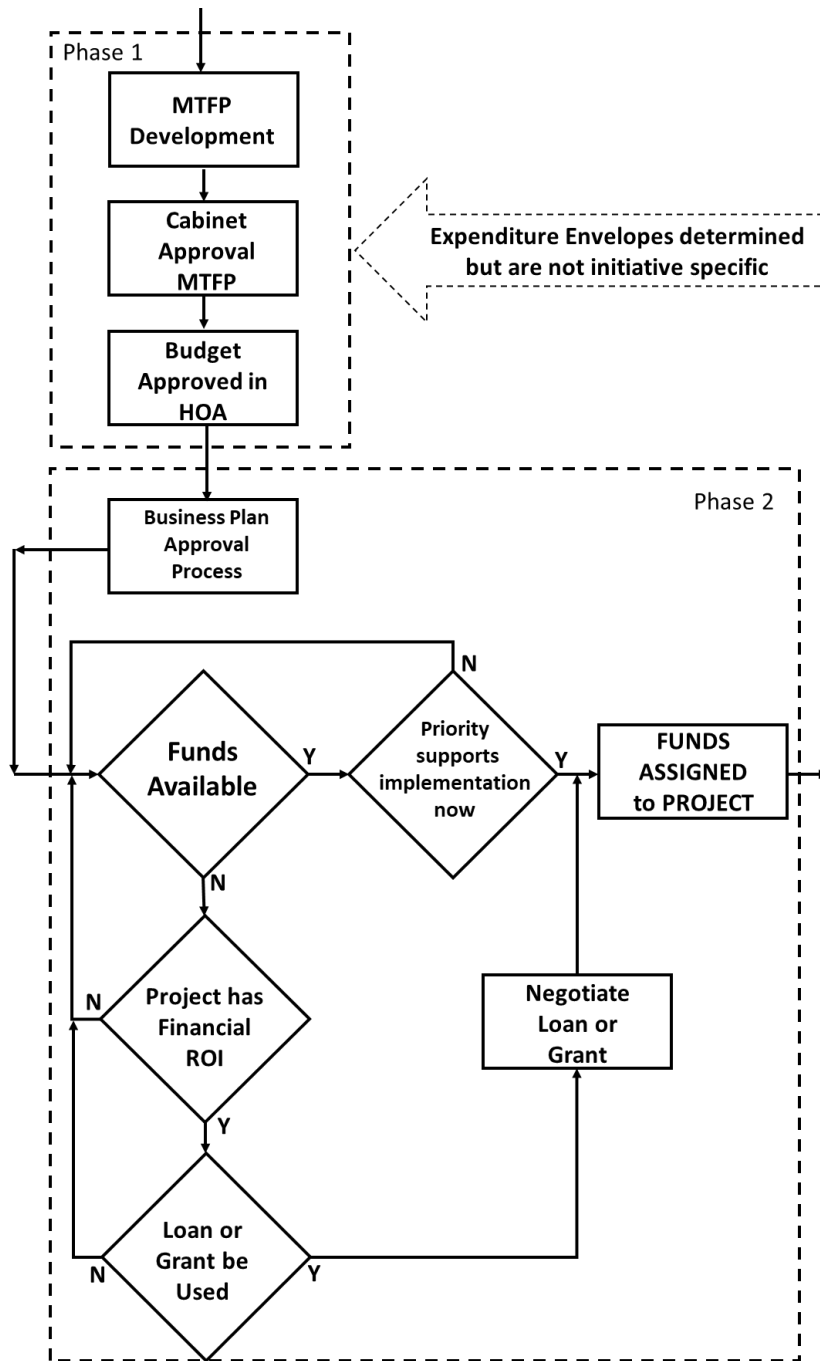 Phase 1
MTFP
Development
Cabinet
Approval
MTFP
Expenditure Envelopes determined
but are not initiative specific
Budget
Approved in
HOA
Phase 2
Business Plan
Approval
Process
N
Funds
Available
Y
Priority
supports
implementation
now
Y
FUNDS
ASSIGNED
to PROJECT
N
Project has
Financial
ROI
N
Negotiate
Loan or
Grant
Y
Loan or
Grant be
Used
N
Y